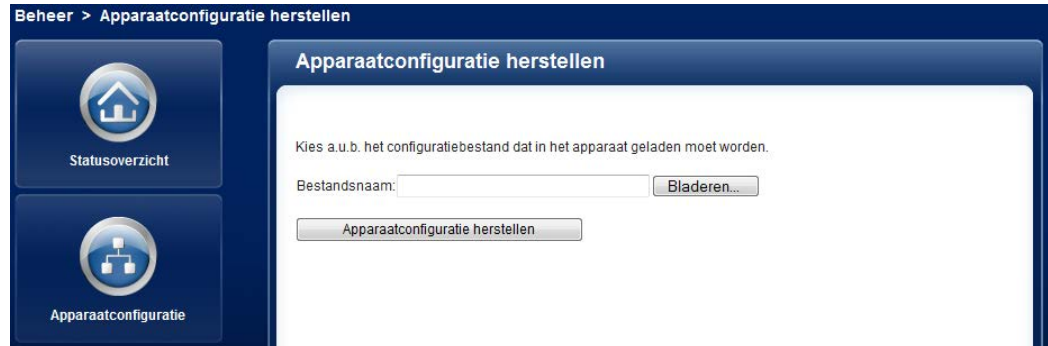 Beheer > Apparaatconfiguratie herstellen
Statusoverzicht
Apparaatconfiguratie
Apparaatconfiguratie herstellen
Kies a.u.b. het configuratiebestand dat in het apparaat geladen moet worden.
Bestandsnaam: Bladeren...
Apparaatconfiguratie herstellen